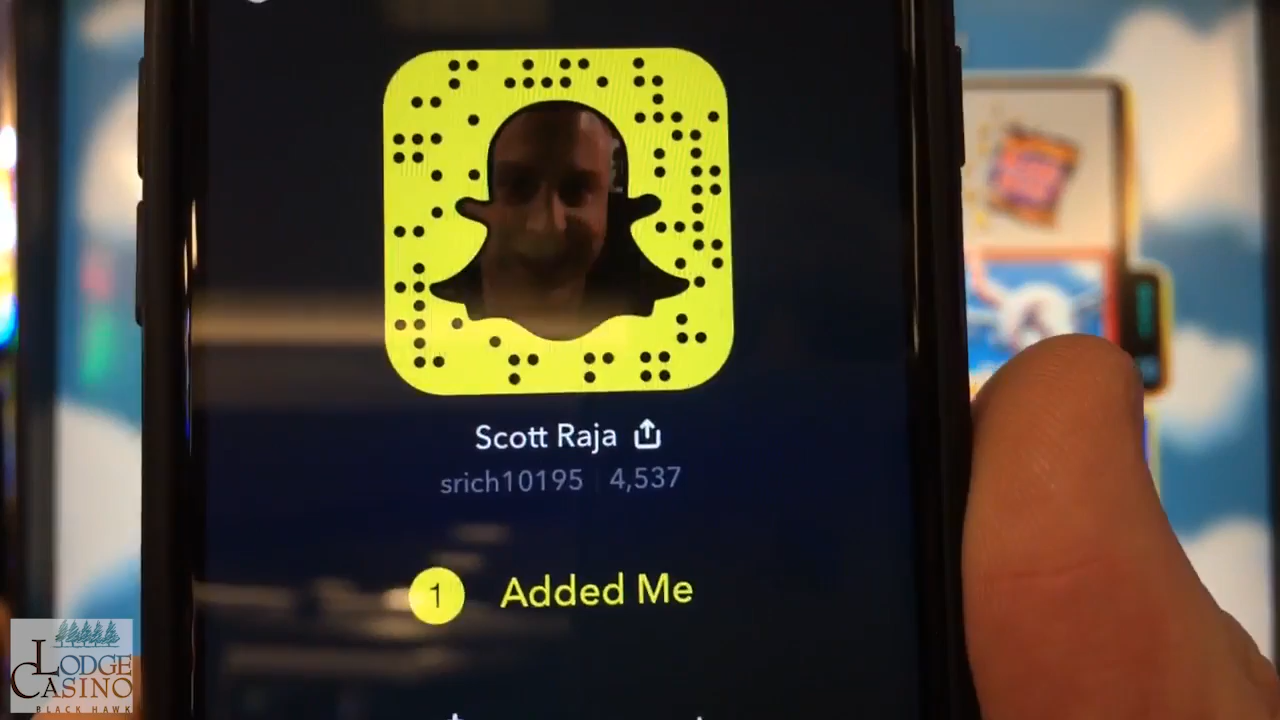 Scott Raja
srich10195 4,537
1 Added Me
LODGE
CASINO
BLACK HAWK